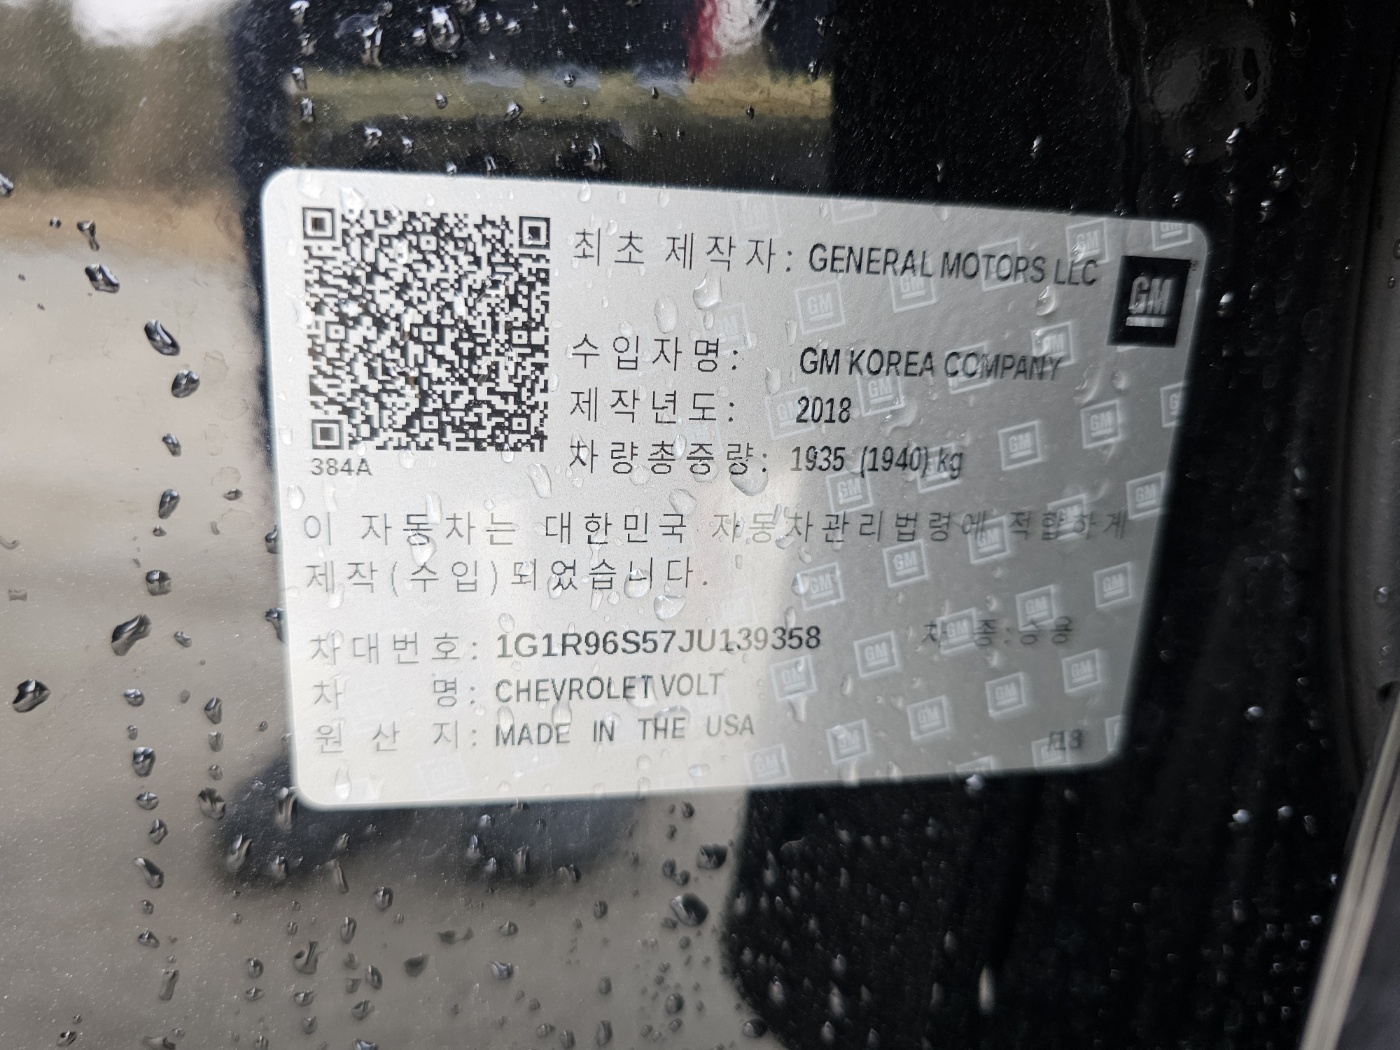 최초 제작자: GENERAL MOTORS LLC
GM
수입자명: GM KOREA COMPANY
제작년도: 2018
차량총중량: 1935 (1940) kg
384A
이 자동차는 대한민국 자동차관리법령에 적합하게
제작(수입)되었습니다.
차대번호: 1G1R96S57JU139358 차 종: 승용
차 명: CHEVROLET VOLT
원 산 지: MADE IN THE USA